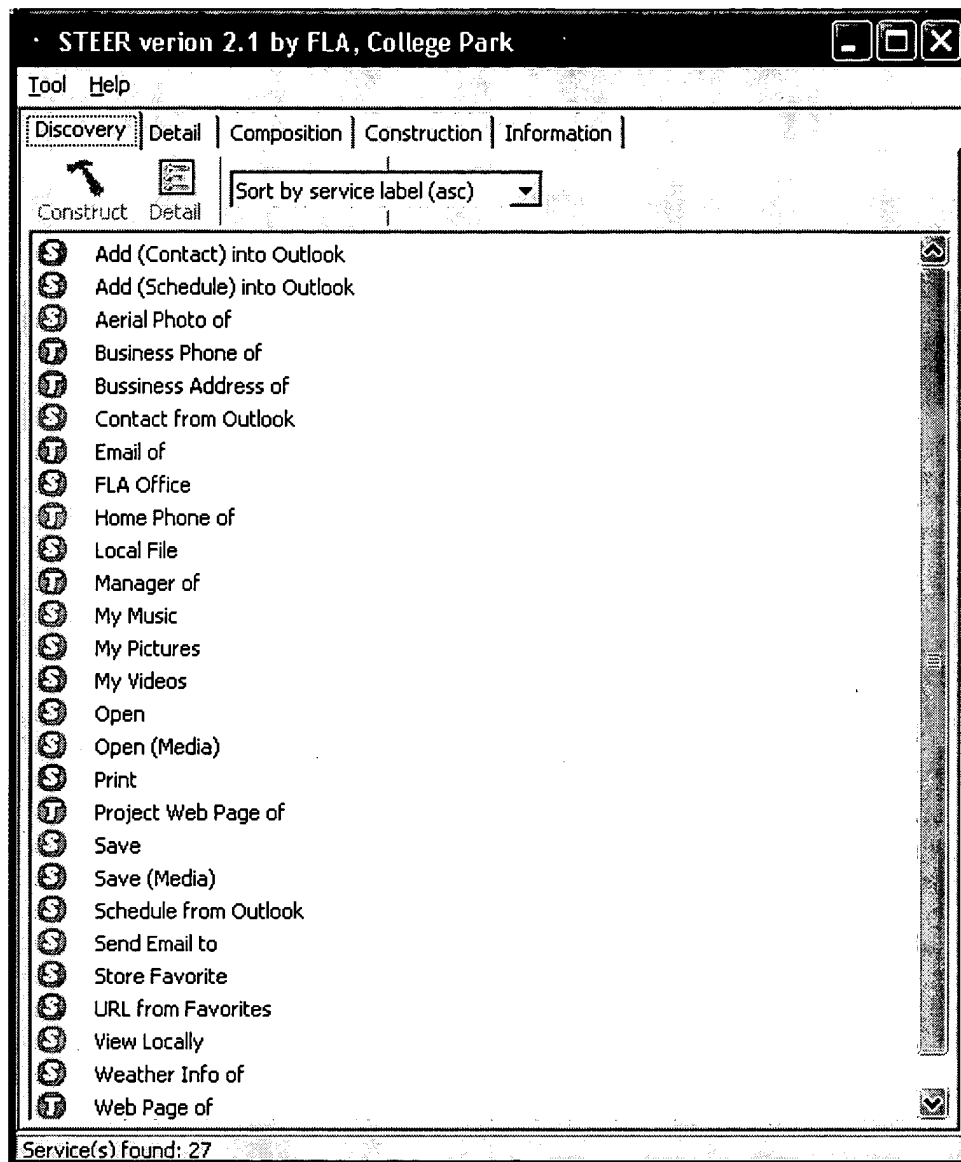 STEER verion 2.1 by FLA, College Park
Tool Help
Discovery Detail Composition Construction Information
Construct Detail Sort by service label (asc)
S Add (Contact) into Outlook
S Add (Schedule) into Outlook
S Aerial Photo of
T Business Phone of
T Bussiness Address of
S Contact from Outlook
T Email of
S FLA Office
T Home Phone of
S Local File
T Manager of
S My Music
S My Pictures
S My Videos
S Open
S Open (Media)
S Print
T Project Web Page of
S Save
S Save (Media)
S Schedule from Outlook
S Send Email to
S Store Favorite
S URL from Favorites
S View Locally
S Weather Info of
T Web Page of
Service(s) found: 27